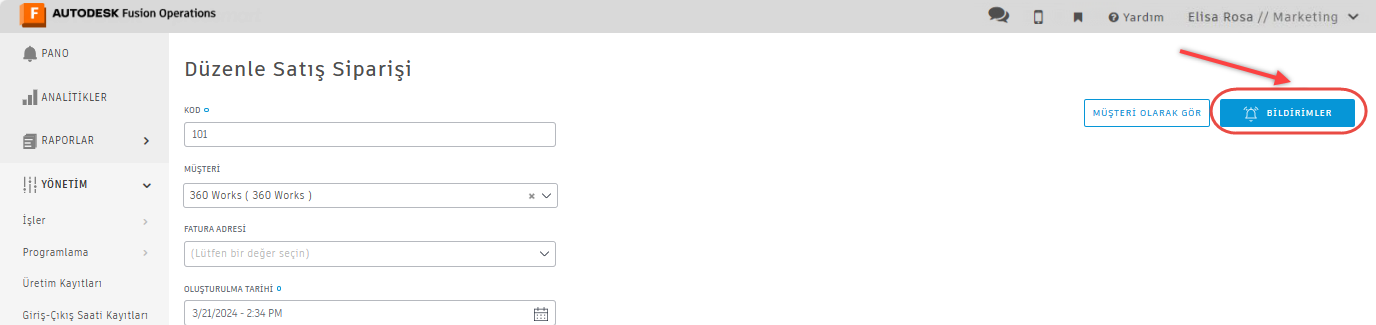 F AUTODESK Fusion Operations
Yardım
Elisa Rosa // Marketing
PANO
ANALİTİKLER
RAPORLAR
YÖNETİM
İşler
Programlama
Üretim Kayıtları
Giriş-Çıkış Saati Kayıtları
Düzenle Satış Siparişi
MÜŞTERİ OLARAK GÖR
BİLDİRİMLER
KOD
101
MÜŞTERİ
360 Works ( 360 Works )
FATURA ADRESİ
(Lütfen bir değer seçin)
OLUŞTURULMA TARİHİ
3/21/2024 - 2:34 PM